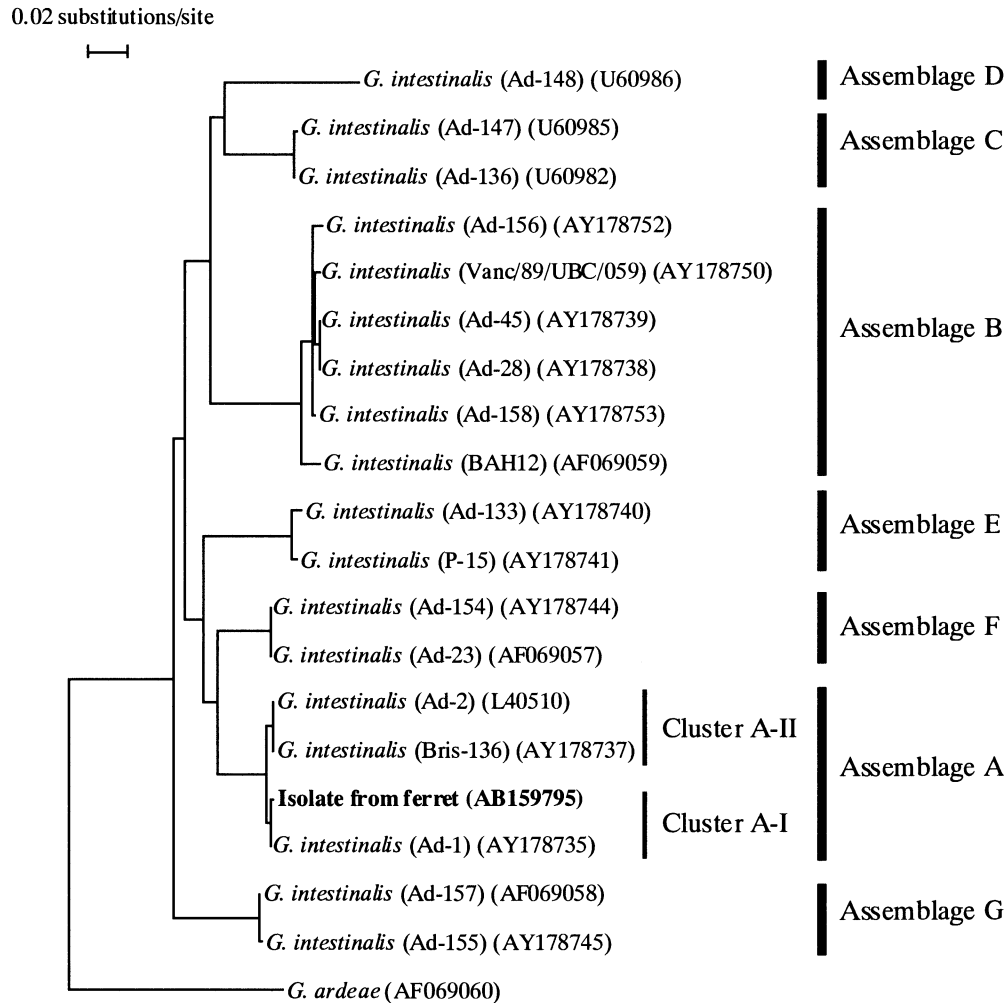 0.02 substitutions/site
G. intestinalis (Ad-148) (U60986)
Assemblage D
G. intestinalis (Ad-147) (U60985)
G. intestinalis (Ad-136) (U60982)
Assemblage C
G. intestinalis (Ad-156) (AY178752)
G. intestinalis (Vanc/89/UBC/059) (AY178750)
G. intestinalis (Ad-45) (AY178739)
G. intestinalis (Ad-28) (AY178738)
G. intestinalis (Ad-158) (AY178753)
G. intestinalis (BAH12) (AF069059)
Assemblage B
G. intestinalis (Ad-133) (AY178740)
G. intestinalis (P-15) (AY178741)
Assemblage E
G. intestinalis (Ad-154) (AY178744)
G. intestinalis (Ad-23) (AF069057)
Assemblage F
G. intestinalis (Ad-2) (L40510)
G. intestinalis (Bris-136) (AY178737)
Cluster A-II
Isolate from ferret (AB159795)
G. intestinalis (Ad-1) (AY178735)
Cluster A-I
Assemblage A
G. intestinalis (Ad-157) (AF069058)
G. intestinalis (Ad-155) (AY178745)
Assemblage G
G. ardeae (AF069060)